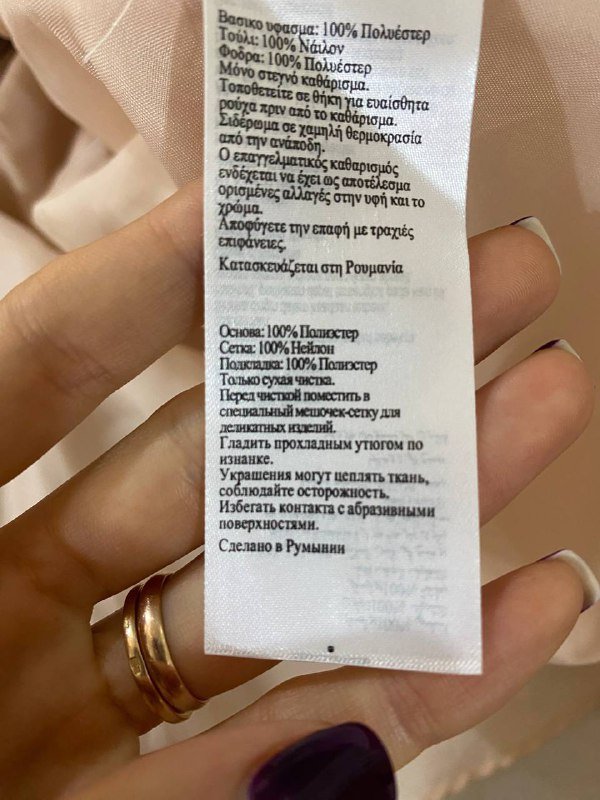 Βασικο υφασμα: 100% Πολυέστερ
Τούλι: 100% Νάιλον
Φοδρα: 100% Πολυέστερ
Μόνο στεγνό καθάρισμα.
Τοποθετείτε σε θήκη για ευαίσθητα
ρούχα πριν από το καθάρισμα.
Σιδέρωμα σε χαμηλή θερμοκρασία
από την ανάποδη.
Ο επαγγελματικός καθαρισμός
ενδέχεται να έχει ως αποτέλεσμα
ορισμένες αλλαγές στην υφή και το
χρώμα.
Αποφύγετε την επαφή με τραχιές
επιφάνειες.
Κατασκευάζεται στη Ρουμανία
Основа: 100% Полиэстер
Сетка: 100% Нейлон
Подкладка: 100% Полиэстер
Только сухая чистка.
Перед чисткой поместить в
специальный мешочек-сетку для
деликатных изделий.
Гладить прохладным утюгом по
изнанке.
Украшения могут цеплять ткань,
соблюдайте осторожность.
Избегать контакта с абразивными
поверхностями.
Сделано в Румынии